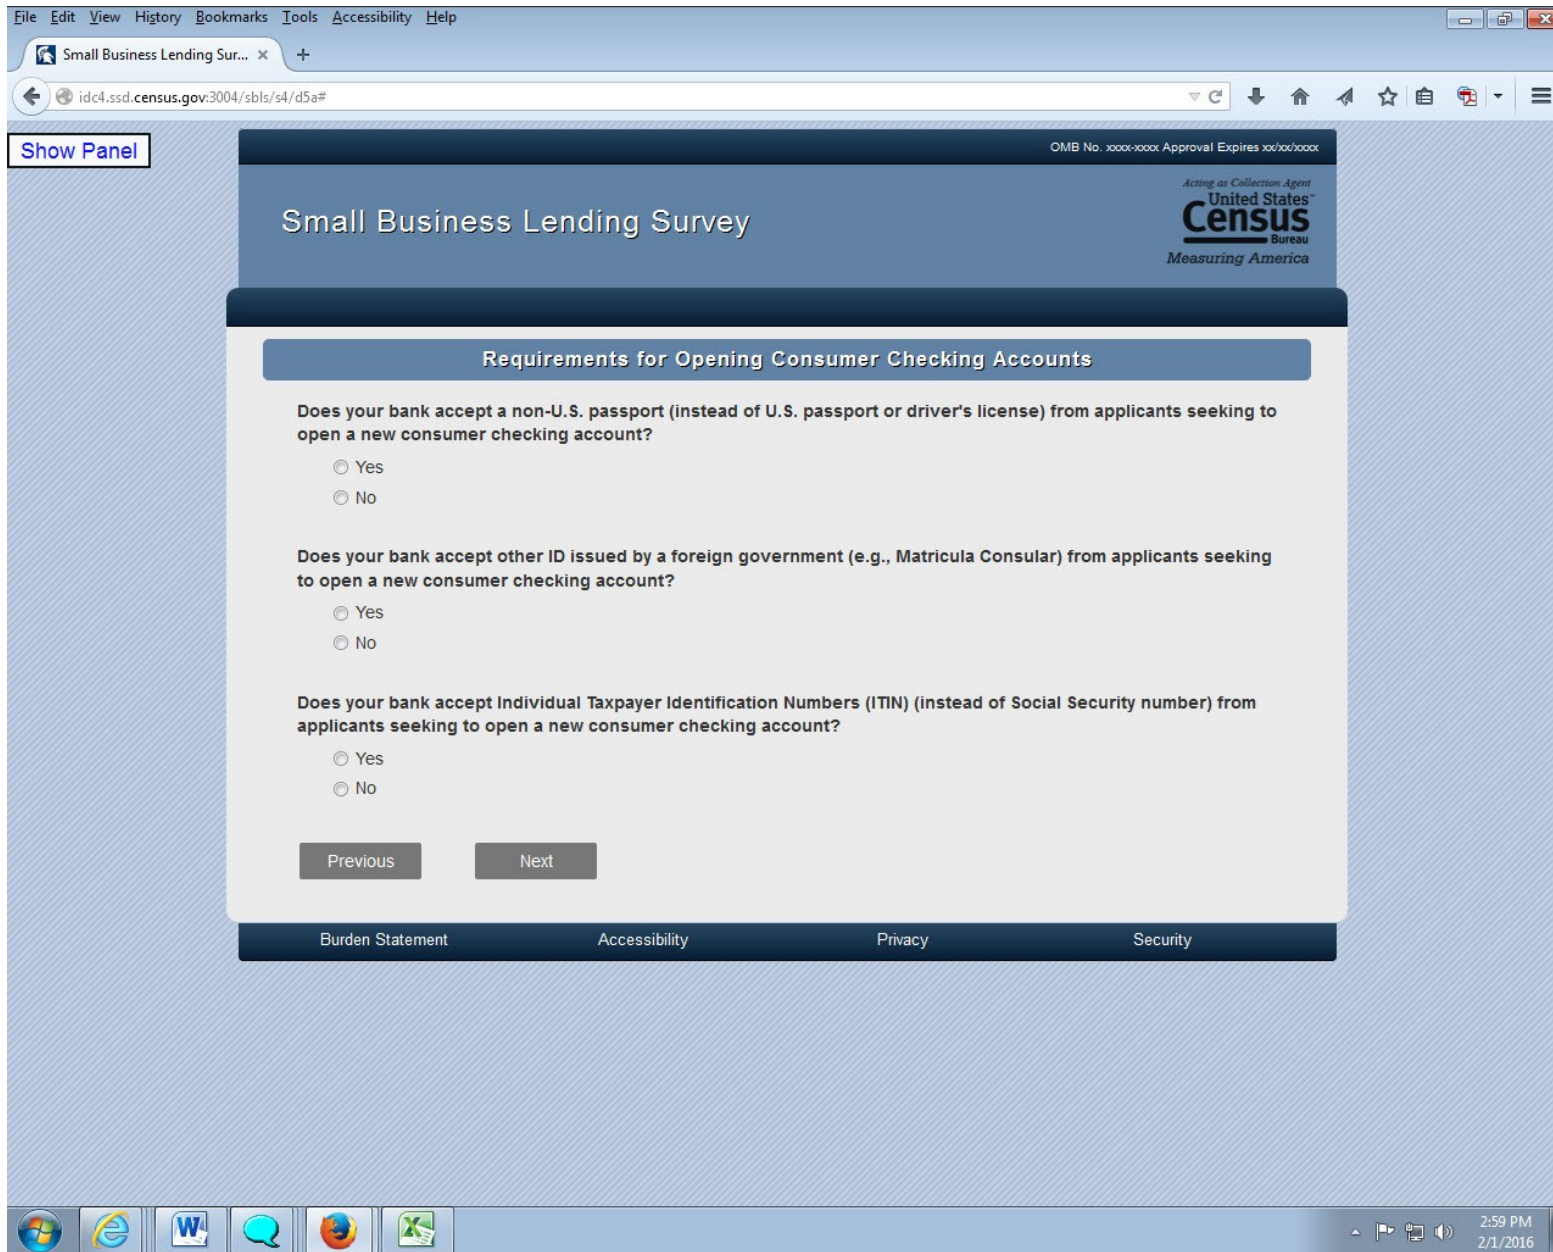 File Edit View History Bookmarks Tools Accessibility Help
Small Business Lending Sur...
idc4.ssd.census.gov:3004/sbls/s4/d5a#
Show Panel
OMB No. xxxx-xxxx Approval Expires xx/xx/xxxx
Small Business Lending Survey
Acting as Collection Agent
United States™
Census
Bureau
Measuring America
Requirements for Opening Consumer Checking Accounts
Does your bank accept a non-U.S. passport (instead of U.S. passport or driver's license) from applicants seeking to
open a new consumer checking account?
Yes
No
Does your bank accept other ID issued by a foreign government (e.g., Matricula Consular) from applicants seeking
to open a new consumer checking account?
Yes
No
Does your bank accept Individual Taxpayer Identification Numbers (ITIN) (instead of Social Security number) from
applicants seeking to open a new consumer checking account?
Yes
No
Previous Next
Burden Statement Accessibility Privacy Security
2:59 PM
2/1/2016